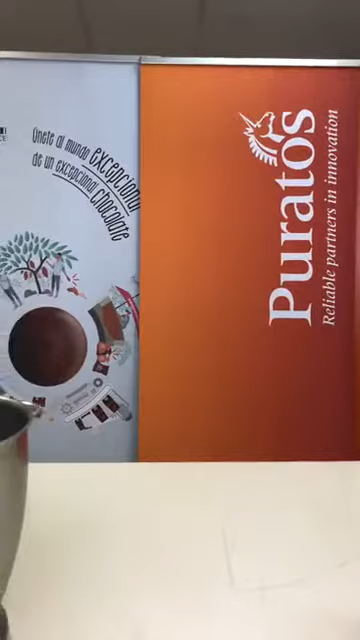 Únete al mundo excepcional
de un excepcional chocolate
Puratos
Reliable partners in innovation